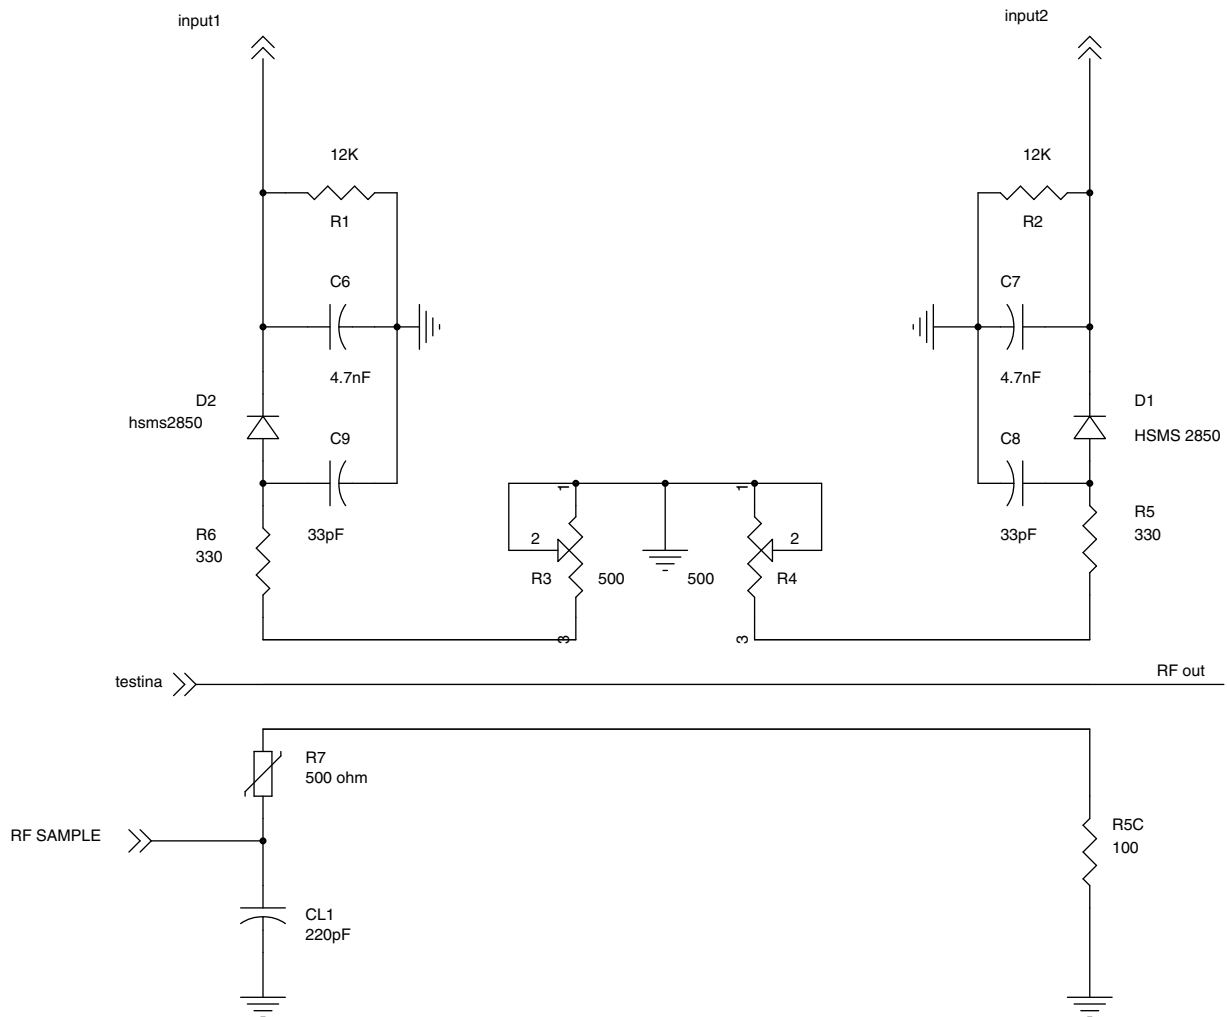 input1
input2
12K
12K
R1
R2
C6
C7
4.7nF
4.7nF
D2
hsms2850
D1
HSMS 2850
C9
C8
R6
330
33pF
1
1
2
2
R3
500
500
R4
33pF
R5
330
3
3
testina
RF out
R7
500 ohm
RF SAMPLE
R5C
100
CL1
220pF